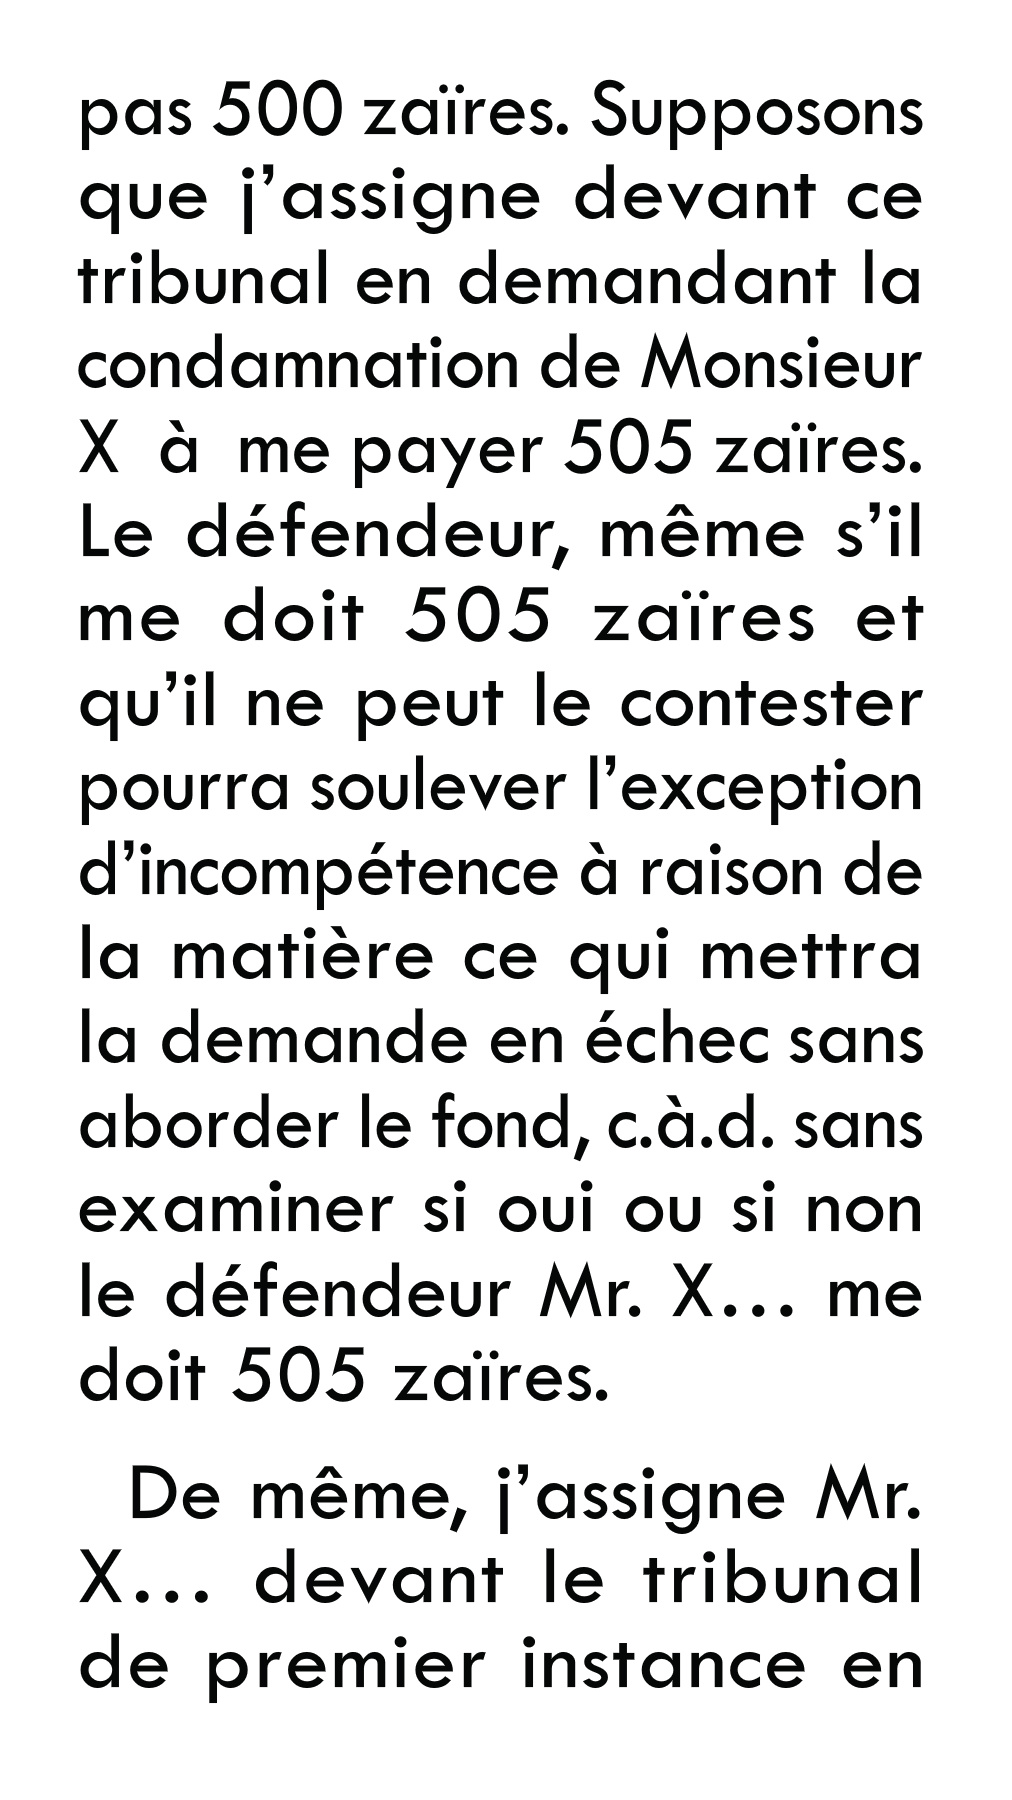 pas 500 zaïres. Supposons
que j’assigne devant ce
tribunal en demandant la
condamnation de Monsieur
X à me payer 505 zaïres.
Le défendeur, même s’il
me doit 505 zaïres et
qu’il ne peut le contester
pourra soulever l’exception
d’incompétence à raison de
la matière ce qui mettra
la demande en échec sans
aborder le fond, c.à.d. sans
examiner si oui ou si non
le défendeur Mr. X... me
doit 505 zaïres.
De même, j’assigne Mr.
X... devant le tribunal
de premier instance en